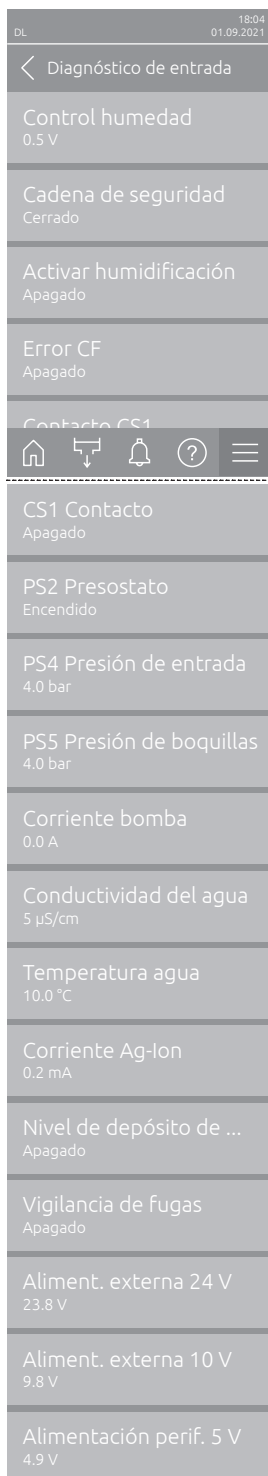 18:04
DL 01.09.2021
Diagnóstico de entrada
Control humedad
0.5 V
Cadena de seguridad
Cerrado
Activar humidificación
Apagado
Error CF
Apagado
Contacto CS1
CS1 Contacto
Apagado
PS2 Presostato
Encendido
PS4 Presión de entrada
4.0 bar
PS5 Presión de boquillas
4.0 bar
Corriente bomba
0.0 A
Conductividad del agua
5 µS/cm
Temperatura agua
10.0 °C
Corriente Ag-Ion
0.2 mA
Nivel de depósito de ...
Apagado
Vigilancia de fugas
Apagado
Aliment. externa 24 V
23.8 V
Aliment. externa 10 V
9.8 V
Alimentación perif. 5 V
4.9 V